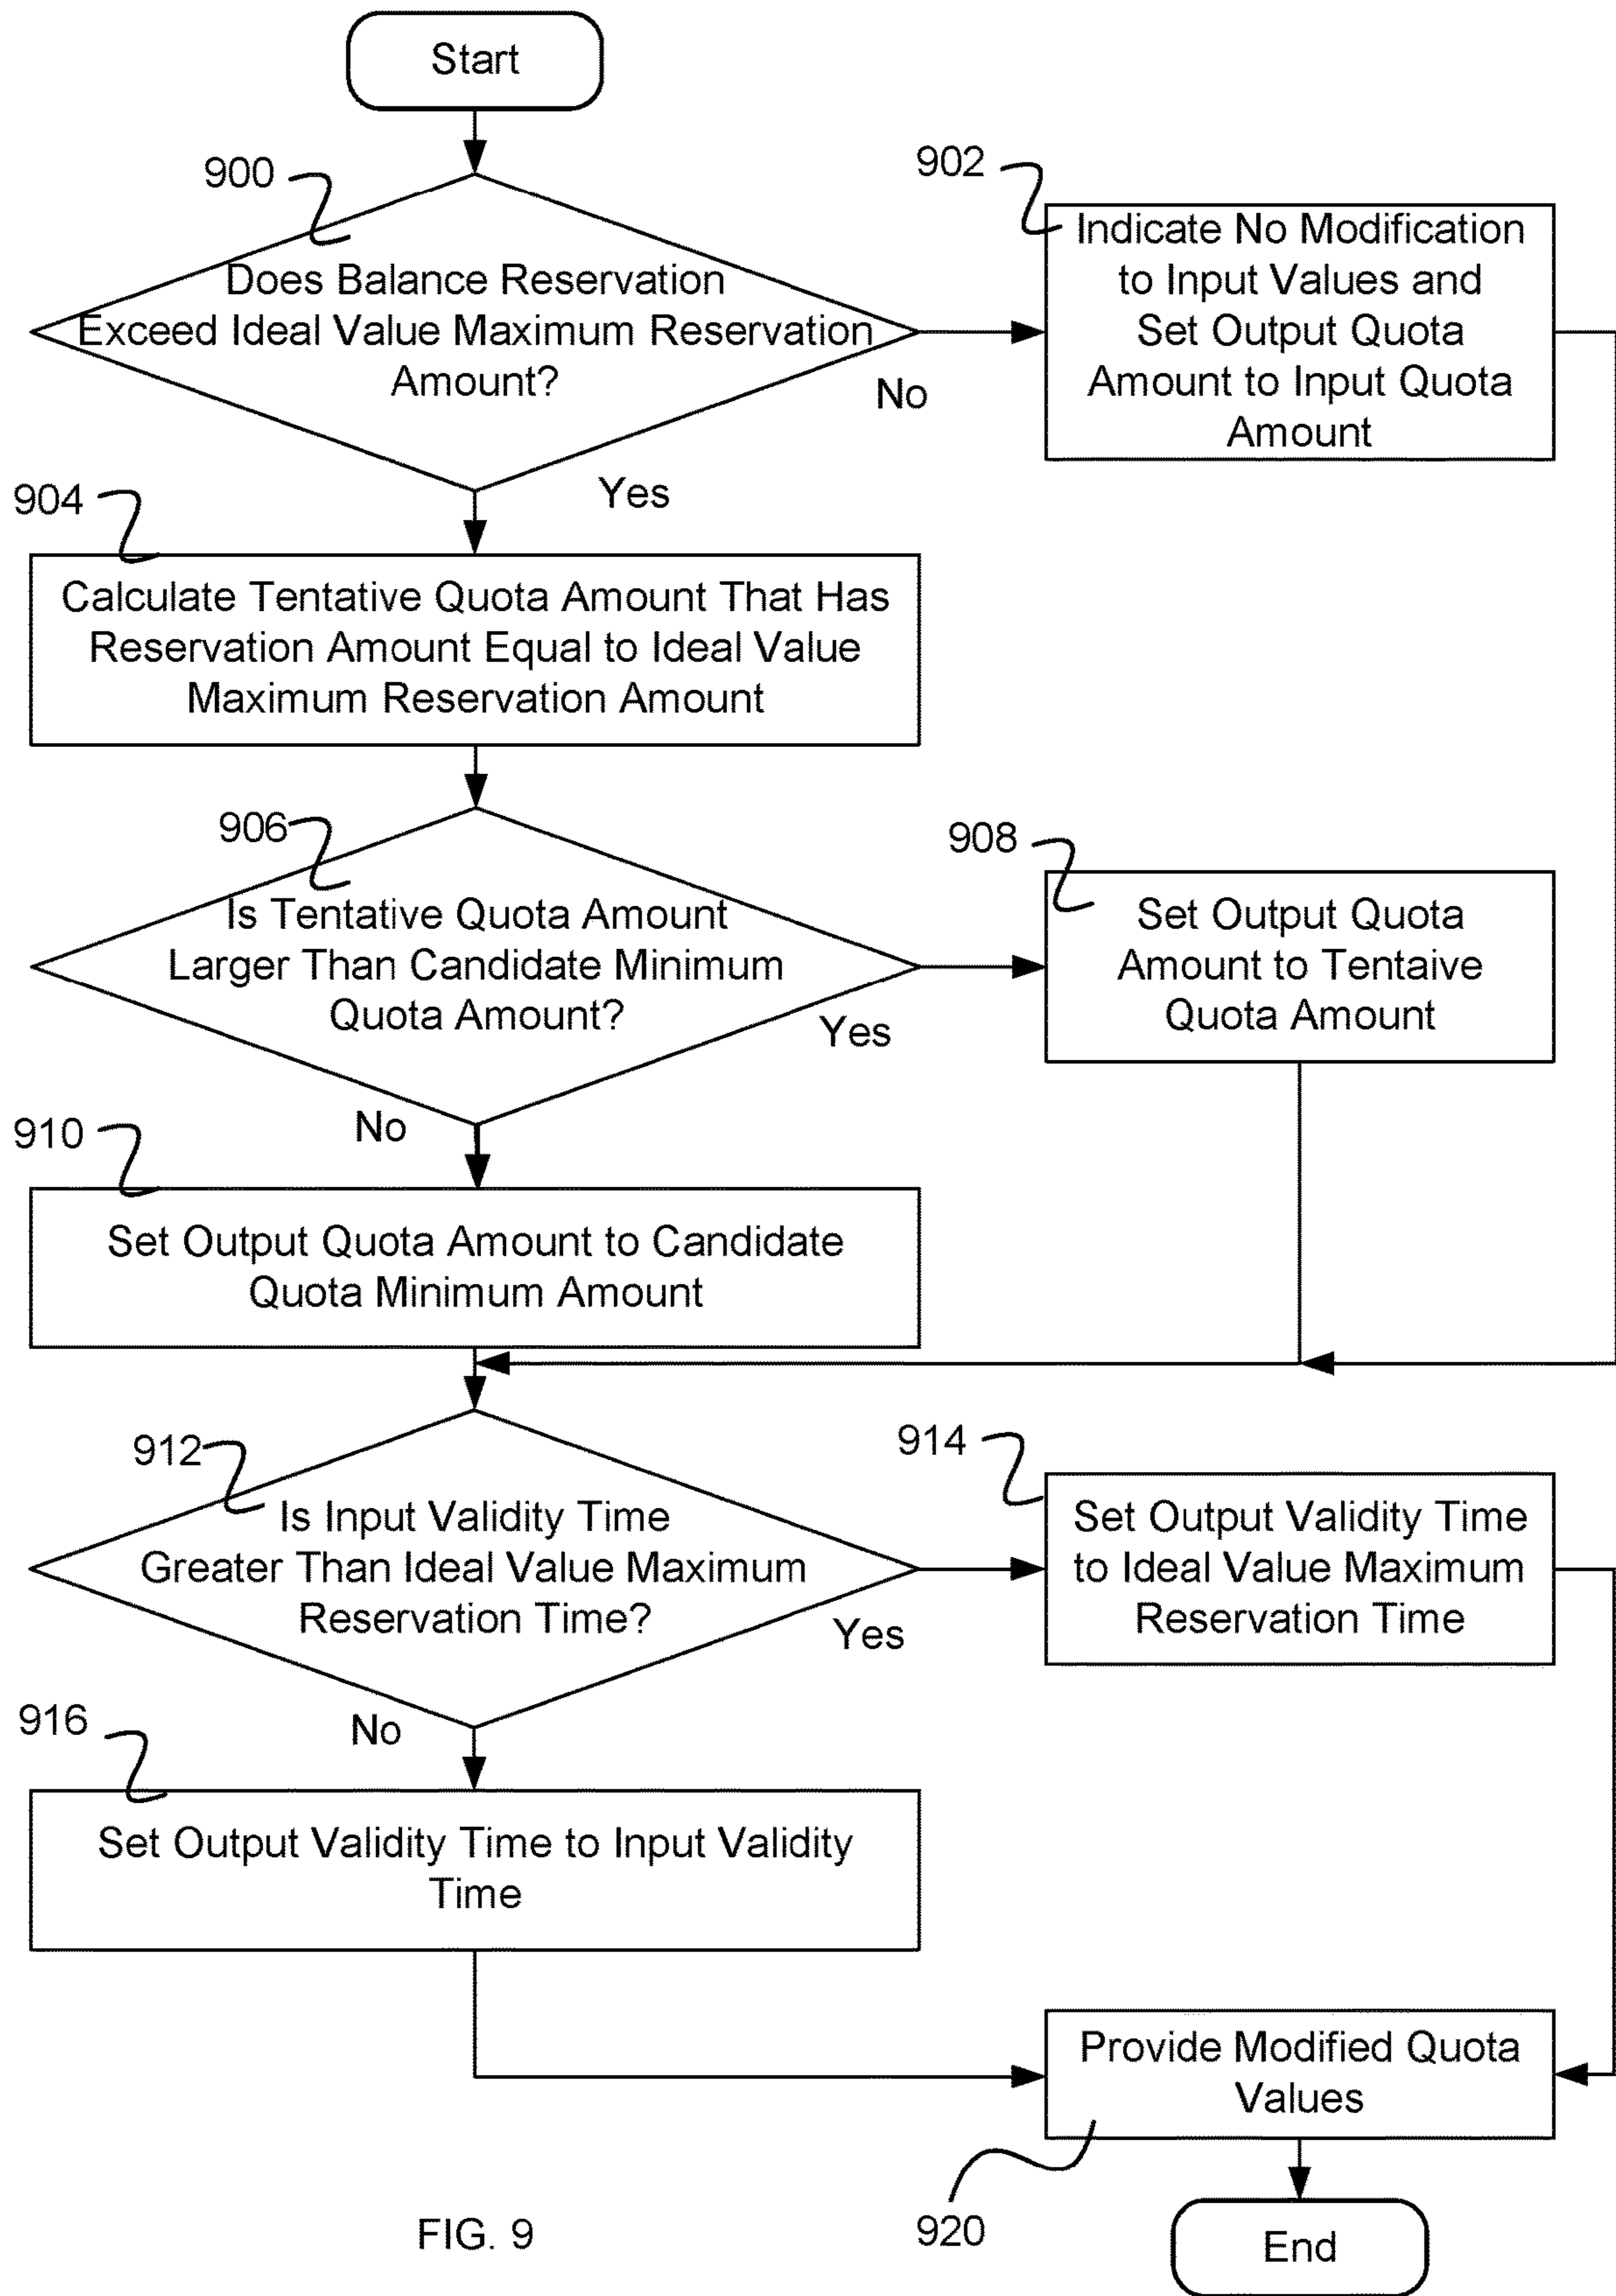 Start
900
Does Balance Reservation
Exceed Ideal Value Maximum Reservation
Amount?
No
Yes
902
Indicate No Modification
to Input Values and
Set Output Quota
Amount to Input Quota
Amount
904
Calculate Tentative Quota Amount That Has
Reservation Amount Equal to Ideal Value
Maximum Reservation Amount
906
Is Tentative Quota Amount
Larger Than Candidate Minimum
Quota Amount?
Yes
No
908
Set Output Quota
Amount to Tentaive
Quota Amount
910
Set Output Quota Amount to Candidate
Quota Minimum Amount
912
Is Input Validity Time
Greater Than Ideal Value Maximum
Reservation Time?
Yes
No
914
Set Output Validity Time
to Ideal Value Maximum
Reservation Time
916
Set Output Validity Time to Input Validity
Time
Provide Modified Quota
Values
920
End
FIG. 9